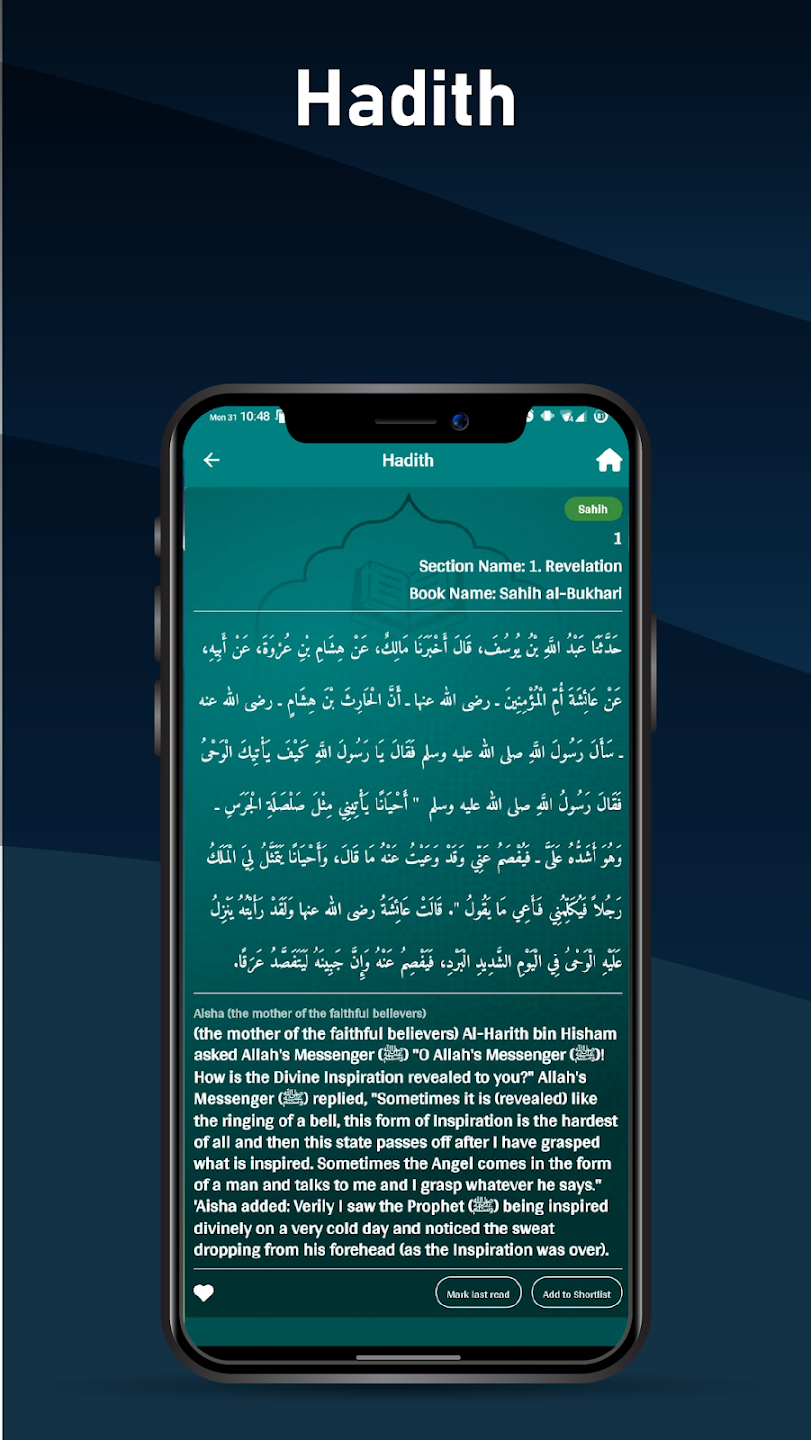 Hadith
Mon 31 10:48
Hadith
Sahih
1
Section Name: 1. Revelation
Book Name: Sahih al-Bukhari
حَدَّثَنَا عَبْدُ اللَّهِ بْنُ يُوسُفَ، قَالَ أَخْبَرَنَا مَالِكٌ، عَنْ هِشَامِ بْنِ عُرْوَةَ، عَنْ أَبِيهِ،
عَنْ عَائِشَةَ أُمِّ الْمُؤْمِنِينَ ـ رضى الله عنها ـ أَنَّ الْحَارِثَ بْنَ هِشَامٍ ـ رضى الله عنه
ـ سَأَلَ رَسُولَ اللَّهِ صلى الله عليه وسلم فَقَالَ يَا رَسُولَ اللَّهِ كَيْفَ يَأْتِيكَ الْوَحْىُ
فَقَالَ رَسُولُ اللَّهِ صلى الله عليه وسلم " أَحْيَانًا يَأْتِينِي مِثْلَ صَلْصَلَةِ الْجَرَسِ ـ
وَهُوَ أَشَدُّهُ عَلَىَّ ـ فَيُفْصَمُ عَنِّي وَقَدْ وَعَيْتُ عَنْهُ مَا قَالَ، وَأَحْيَانًا يَتَمَثَّلُ لِيَ الْمَلَكُ
رَجُلاً فَيُكَلِّمُنِي فَأَعِي مَا يَقُولُ ". قَالَتْ عَائِشَةُ رضى الله عنها وَلَقَدْ رَأَيْتُهُ يَنْزِلُ
عَلَيْهِ الْوَحْىُ فِي الْيَوْمِ الشَّدِيدِ الْبَرْدِ، فَيَفْصِمُ عَنْهُ وَإِنَّ جَبِينَهُ لَيَتَفَصَّدُ عَرَقًا.
Aisha (the mother of the faithful believers)
(the mother of the faithful believers) Al-Harith bin Hisham
asked Allah's Messenger (ﷺ) "O Allah's Messenger (ﷺ)!
How is the Divine Inspiration revealed to you?" Allah's
Messenger (ﷺ) replied, "Sometimes it is (revealed) like
the ringing of a bell, this form of Inspiration is the hardest
of all and then this state passes off after I have grasped
what is inspired. Sometimes the Angel comes in the form
of a man and talks to me and I grasp whatever he says."
'Aisha added: Verily I saw the Prophet (ﷺ) being inspired
divinely on a very cold day and noticed the sweat
dropping from his forehead (as the Inspiration was over).
Mark last read
Add to Shortlist